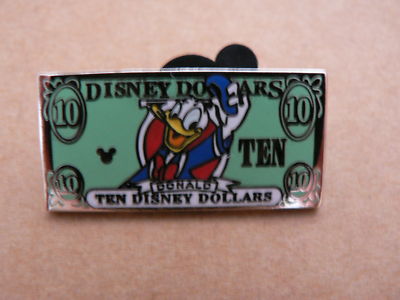 DISNEY DOLLARS
10 10
TEN
DONALD
10 10
TEN DISNEY DOLLARS